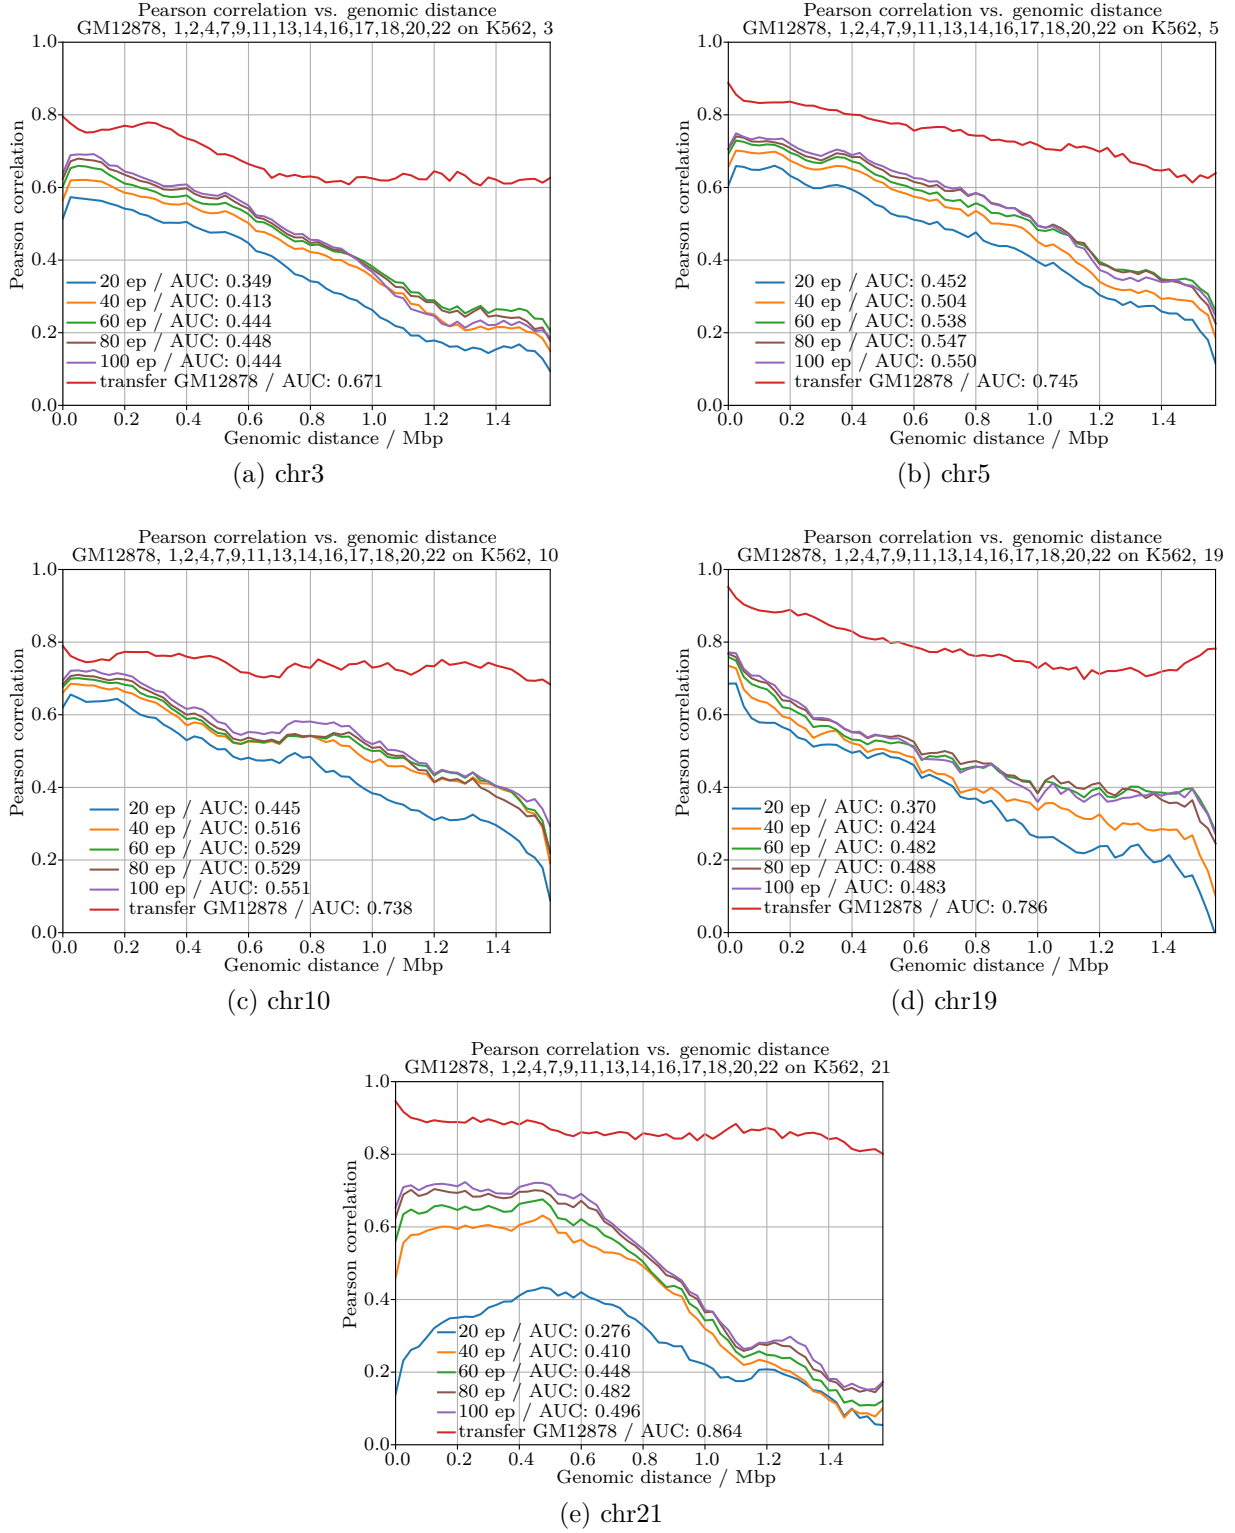 Pearson correlation vs. genomic distance
GM12878, 1,2,4,7,9,11,13,14,16,17,18,20,22 on K562, 3
1.0
0.8
0.6
0.4
0.2
0.0
Pearson correlation
20 ep / AUC: 0.349
40 ep / AUC: 0.413
60 ep / AUC: 0.444
80 ep / AUC: 0.448
100 ep / AUC: 0.444
transfer GM12878 / AUC: 0.671
0.0 0.2 0.4 0.6 0.8 1.0 1.2 1.4
Genomic distance / Mbp
(a) chr3
Pearson correlation vs. genomic distance
GM12878, 1,2,4,7,9,11,13,14,16,17,18,20,22 on K562, 5
1.0
0.8
0.6
0.4
0.2
0.0
Pearson correlation
20 ep / AUC: 0.452
40 ep / AUC: 0.504
60 ep / AUC: 0.538
80 ep / AUC: 0.547
100 ep / AUC: 0.550
transfer GM12878 / AUC: 0.745
0.0 0.2 0.4 0.6 0.8 1.0 1.2 1.4
Genomic distance / Mbp
(b) chr5
Pearson correlation vs. genomic distance
GM12878, 1,2,4,7,9,11,13,14,16,17,18,20,22 on K562, 10
1.0
0.8
0.6
0.4
0.2
0.0
Pearson correlation
20 ep / AUC: 0.445
40 ep / AUC: 0.516
60 ep / AUC: 0.529
80 ep / AUC: 0.529
100 ep / AUC: 0.551
transfer GM12878 / AUC: 0.738
0.0 0.2 0.4 0.6 0.8 1.0 1.2 1.4
Genomic distance / Mbp
(c) chr10
Pearson correlation vs. genomic distance
GM12878, 1,2,4,7,9,11,13,14,16,17,18,20,22 on K562, 19
1.0
0.8
0.6
0.4
0.2
0.0
Pearson correlation
20 ep / AUC: 0.370
40 ep / AUC: 0.424
60 ep / AUC: 0.482
80 ep / AUC: 0.488
100 ep / AUC: 0.483
transfer GM12878 / AUC: 0.786
0.0 0.2 0.4 0.6 0.8 1.0 1.2 1.4
Genomic distance / Mbp
(d) chr19
Pearson correlation vs. genomic distance
GM12878, 1,2,4,7,9,11,13,14,16,17,18,20,22 on K562, 21
1.0
0.8
0.6
0.4
0.2
0.0
Pearson correlation
20 ep / AUC: 0.276
40 ep / AUC: 0.410
60 ep / AUC: 0.448
80 ep / AUC: 0.482
100 ep / AUC: 0.496
transfer GM12878 / AUC: 0.864
0.0 0.2 0.4 0.6 0.8 1.0 1.2 1.4
Genomic distance / Mbp
(e) chr21